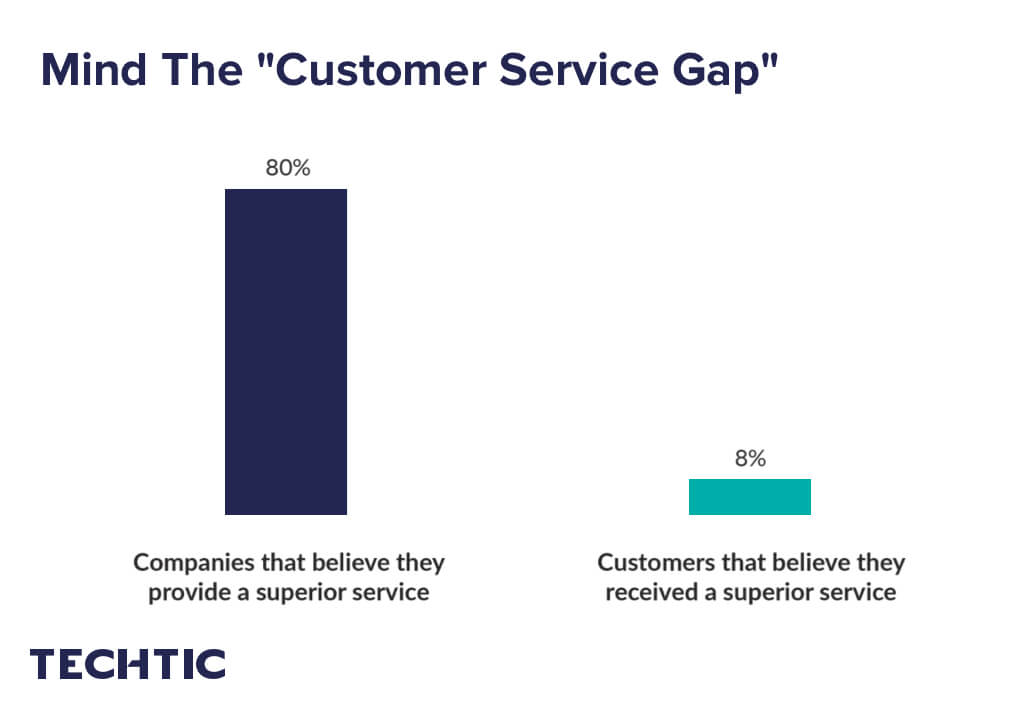 Mind The "Customer Service Gap"
80%
8%
Companies that believe they
provide a superior service
Customers that believe they
received a superior service
TECHTIC